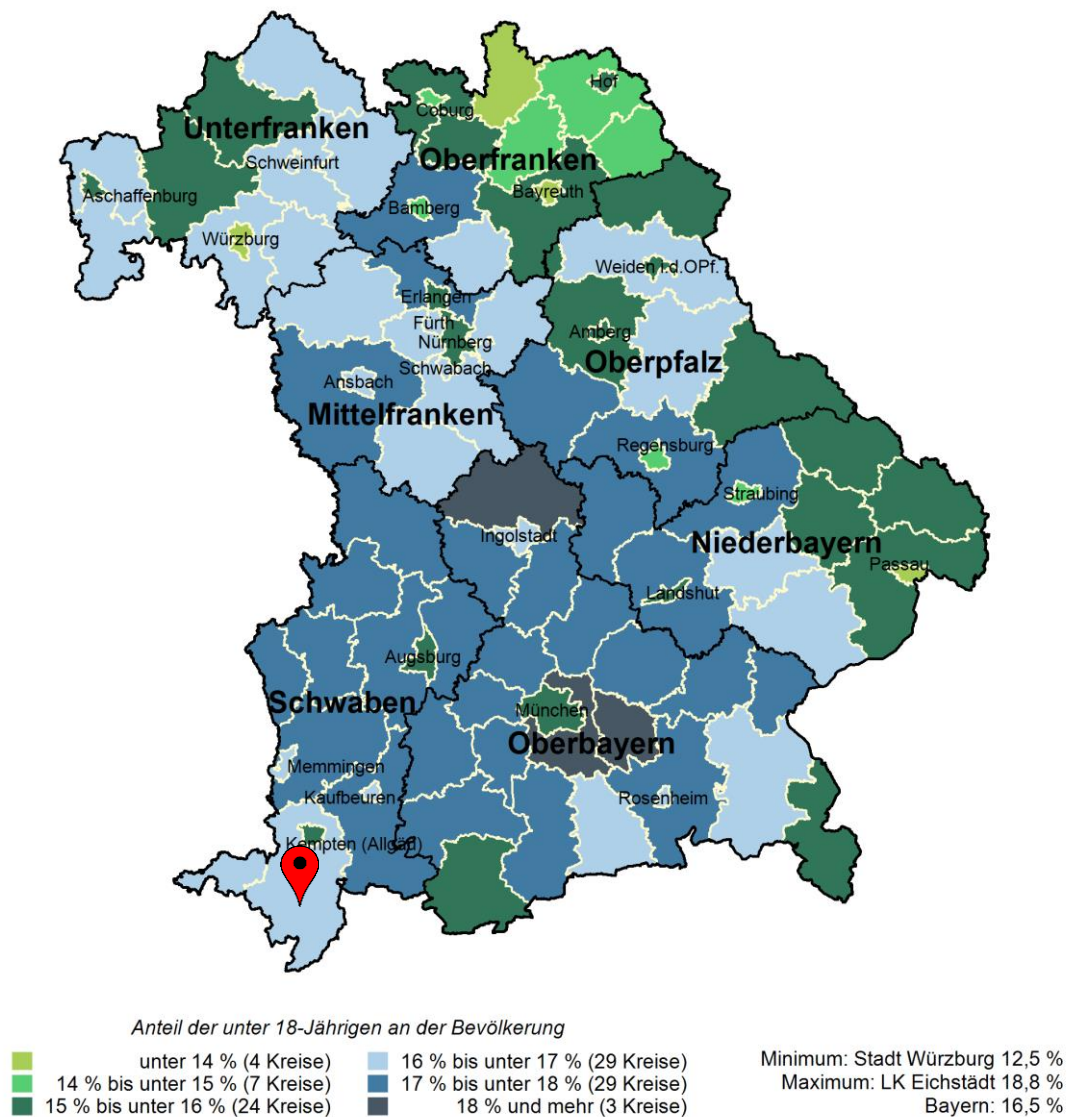 Hof
Coburg
Unterfranken
Oberfranken
Schweinfurt
Aschaffenburg
Bayreuth
Bamberg
Würzburg
Weiden i.d.OPf.
Erlangen
Fürth
Amberg
Nürnberg
Oberpfalz
Schwabach
Ansbach
Mittelfranken
Regensburg
Straubing
Ingolstadt
Niederbayern
Passau
Landshut
Augsburg
Schwaben
München
Oberbayern
Memmingen
Kaufbeuren
Rosenheim
Kempten (Allgäu)
Anteil der unter 18-Jährigen an der Bevölkerung
unter 14 % (4 Kreise)
14 % bis unter 15 % (7 Kreise)
15 % bis unter 16 % (24 Kreise)
16 % bis unter 17 % (29 Kreise)
17 % bis unter 18 % (29 Kreise)
18 % und mehr (3 Kreise)
Minimum: Stadt Würzburg 12,5 %
Maximum: LK Eichstädt 18,8 %
Bayern: 16,5 %